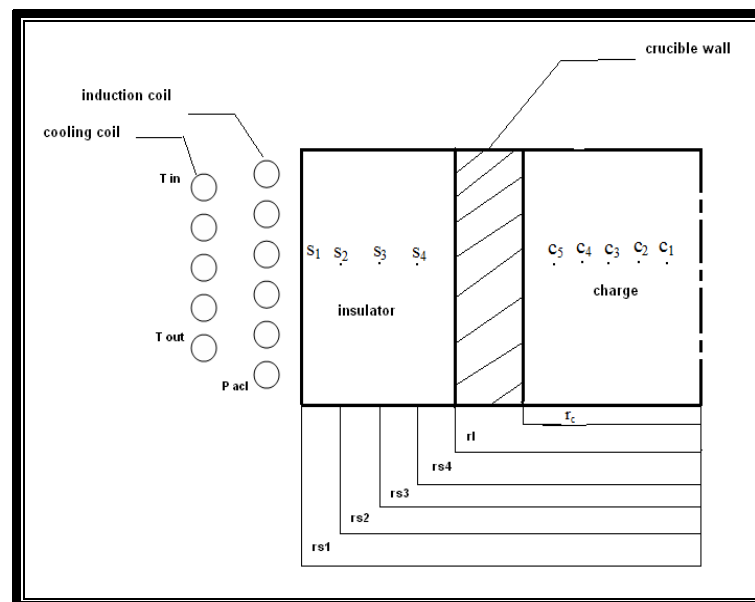 crucible wall
induction coil
cooling coil
T in
S1 S2 S3 S4
c5 c4 c3 c2 c1
insulator
charge
T out
P acl
rc
rl
rs4
rs3
rs2
rs1